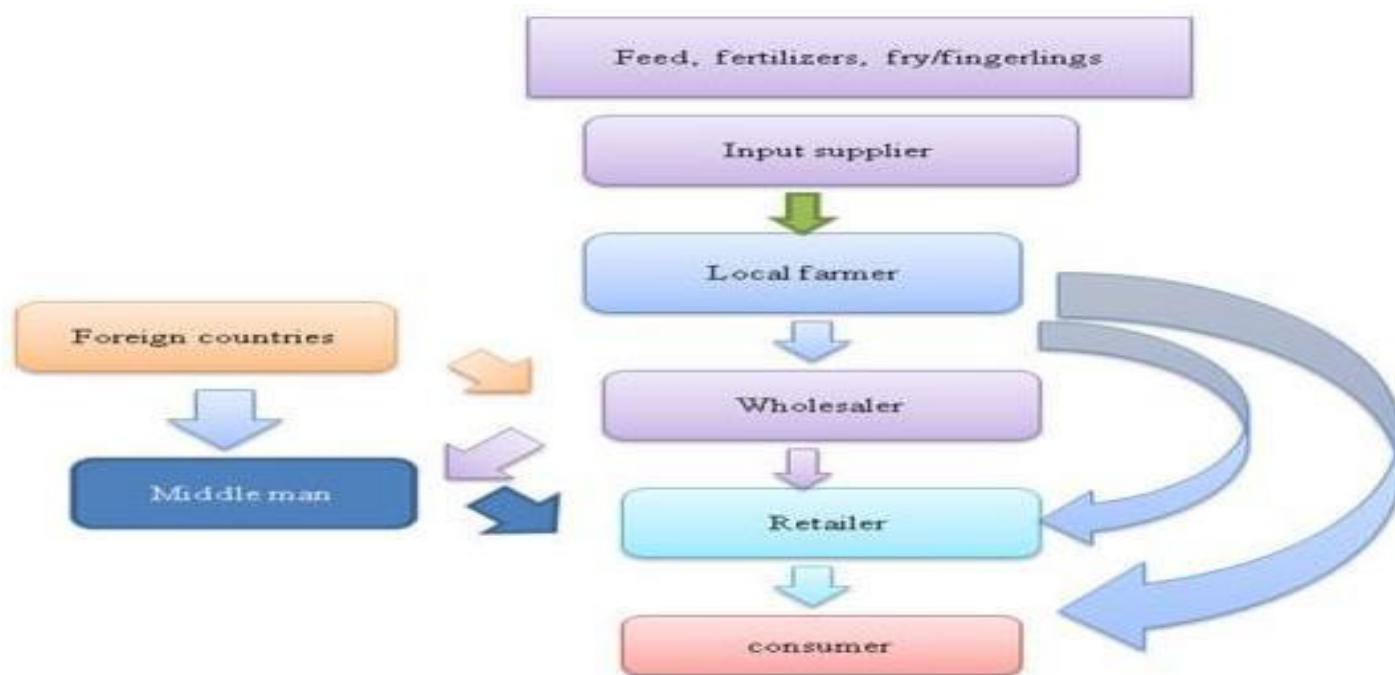 Feed, fertilizers, fry/fingerlings
Input supplier
Local farmer
Foreign countries
Wholesaler
Middle man
Retailer
consumer